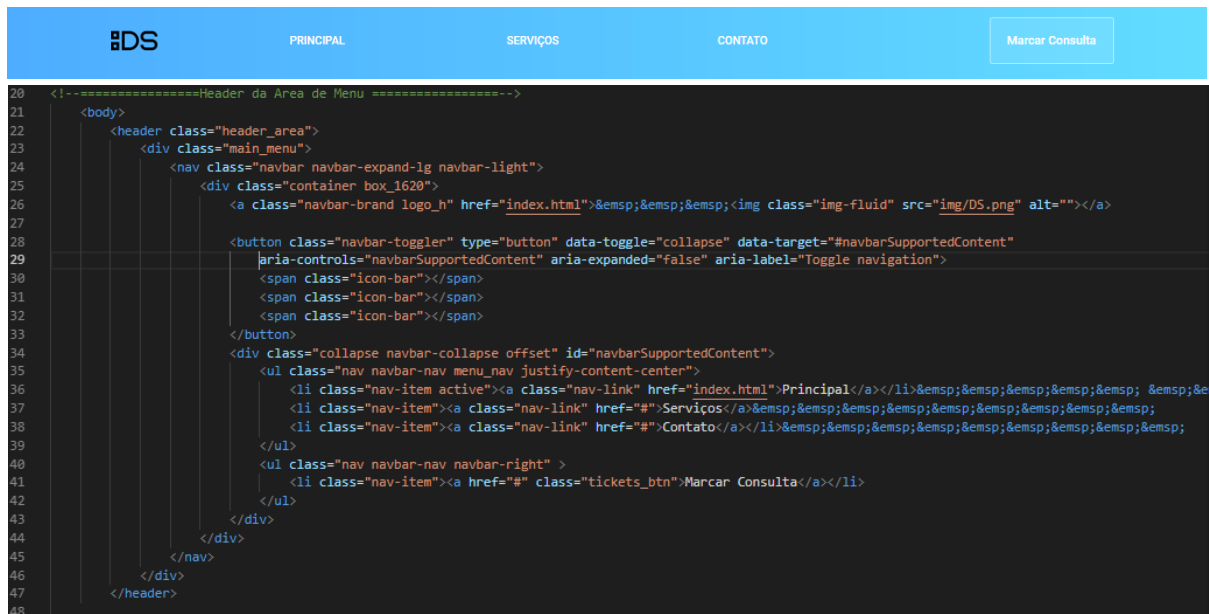 DS PRINCIPAL SERVIÇOS CONTATO Marcar Consulta
20 <!--================Header da Area de Menu =================-->
21 <body>
22 <header class="header_area">
23 <div class="main_menu">
24 <nav class="navbar navbar-expand-lg navbar-light">
25 <div class="container box_1620">
26 <a class="navbar-brand logo_h" href="index.html">&emsp;&emsp;&emsp;<img class="img-fluid" src="img/DS.png" alt=""></a>
27
28 <button class="navbar-toggler" type="button" data-toggle="collapse" data-target="#navbarSupportedContent"
29 aria-controls="navbarSupportedContent" aria-expanded="false" aria-label="Toggle navigation">
30 <span class="icon-bar"></span>
31 <span class="icon-bar"></span>
32 <span class="icon-bar"></span>
33 </button>
34 <div class="collapse navbar-collapse offset" id="navbarSupportedContent">
35 <ul class="nav navbar-nav menu_nav justify-content-center">
36 <li class="nav-item active"><a class="nav-link" href="index.html">Principal</a></li>&emsp;&emsp;&emsp;&emsp;&emsp; &emsp;&e
37 <li class="nav-item"><a class="nav-link" href="#">Serviços</a>&emsp;&emsp;&emsp;&emsp;&emsp;&emsp;&emsp;&emsp;&emsp;
38 <li class="nav-item"><a class="nav-link" href="#">Contato</a></li>&emsp;&emsp;&emsp;&emsp;&emsp;&emsp;&emsp;&emsp;&emsp;
39 </ul>
40 <ul class="nav navbar-nav navbar-right" >
41 <li class="nav-item"><a href="#" class="tickets_btn">Marcar Consulta</a></li>
42 </ul>
43 </div>
44 </div>
45 </nav>
46 </div>
47 </header>
48